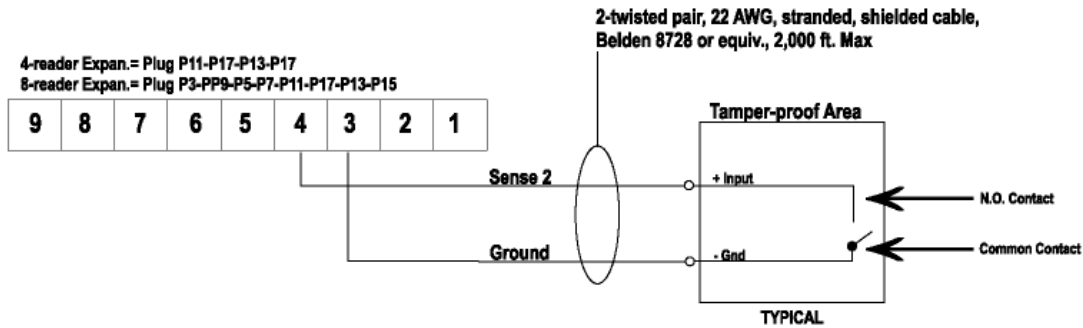 2-twisted pair, 22 AWG, stranded, shielded cable,
Belden 8728 or equiv., 2,000 ft. Max
4-reader Expan.= Plug P11-P17-P13-P17
8-reader Expan.= Plug P3-PP9-P5-P7-P11-P17-P13-P15
9 8 7 6 5 4 3 2 1
Tamper-proof Area
Sense 2
+ Input
N.O. Contact
Ground
- Gnd
Common Contact
TYPICAL